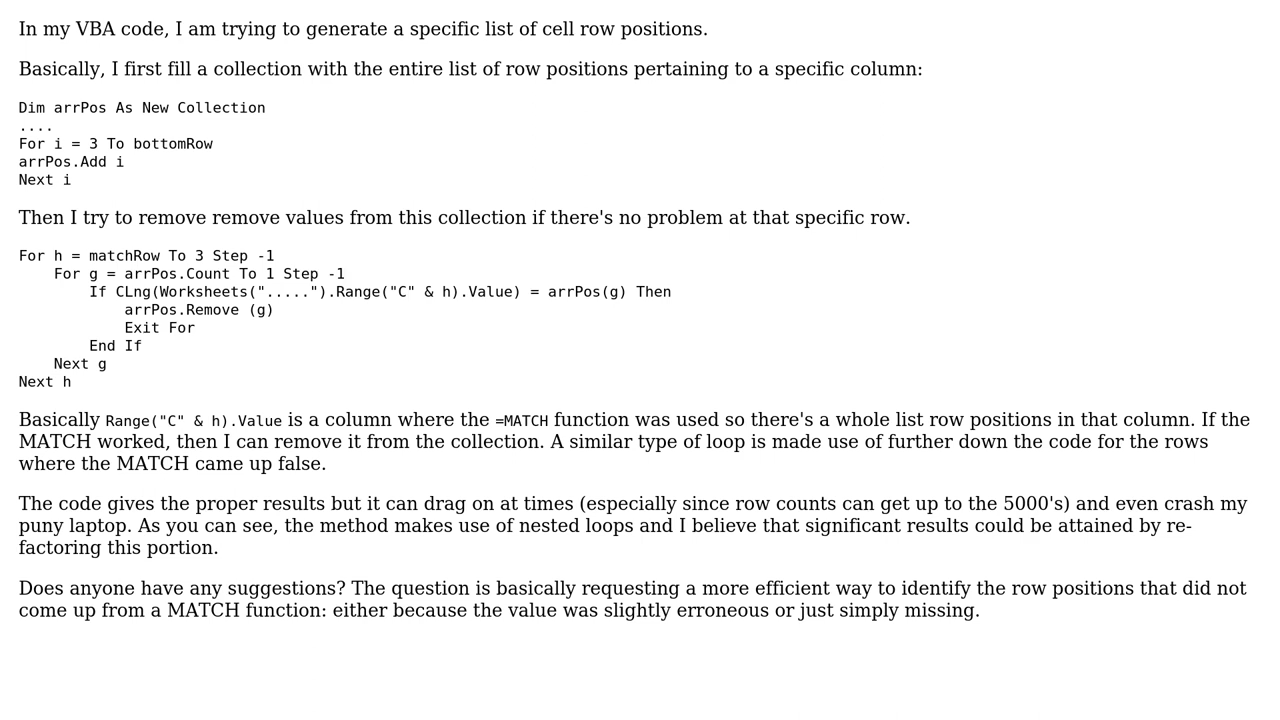 In my VBA code, I am trying to generate a specific list of cell row positions.
Basically, I first fill a collection with the entire list of row positions pertaining to a specific column:
Dim arrPos As New Collection
....
For i = 3 To bottomRow
arrPos.Add i
Next i
Then I try to remove remove values from this collection if there's no problem at that specific row.
For h = matchRow To 3 Step -1
    For g = arrPos.Count To 1 Step -1
        If CLng(Worksheets(".....").Range("C" & h).Value) = arrPos(g) Then
            arrPos.Remove (g)
            Exit For
        End If
    Next g
Next h
Basically Range("C" & h).Value is a column where the =MATCH function was used so there's a whole list row positions in that column. If the
MATCH worked, then I can remove it from the collection. A similar type of loop is made use of further down the code for the rows
where the MATCH came up false.
The code gives the proper results but it can drag on at times (especially since row counts can get up to the 5000's) and even crash my
puny laptop. As you can see, the method makes use of nested loops and I believe that significant results could be attained by re-
factoring this portion.
Does anyone have any suggestions? The question is basically requesting a more efficient way to identify the row positions that did not
come up from a MATCH function: either because the value was slightly erroneous or just simply missing.